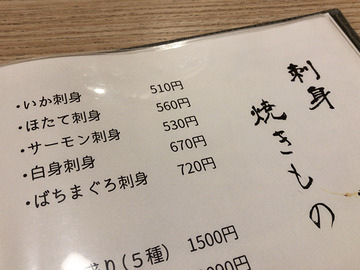 刺身
焼きもの
・いか刺身 510円
・ほたて刺身 560円
・サーモン刺身 530円
・白身刺身 670円
・ばちまぐろ刺身 720円
盛り(5種) 1500円